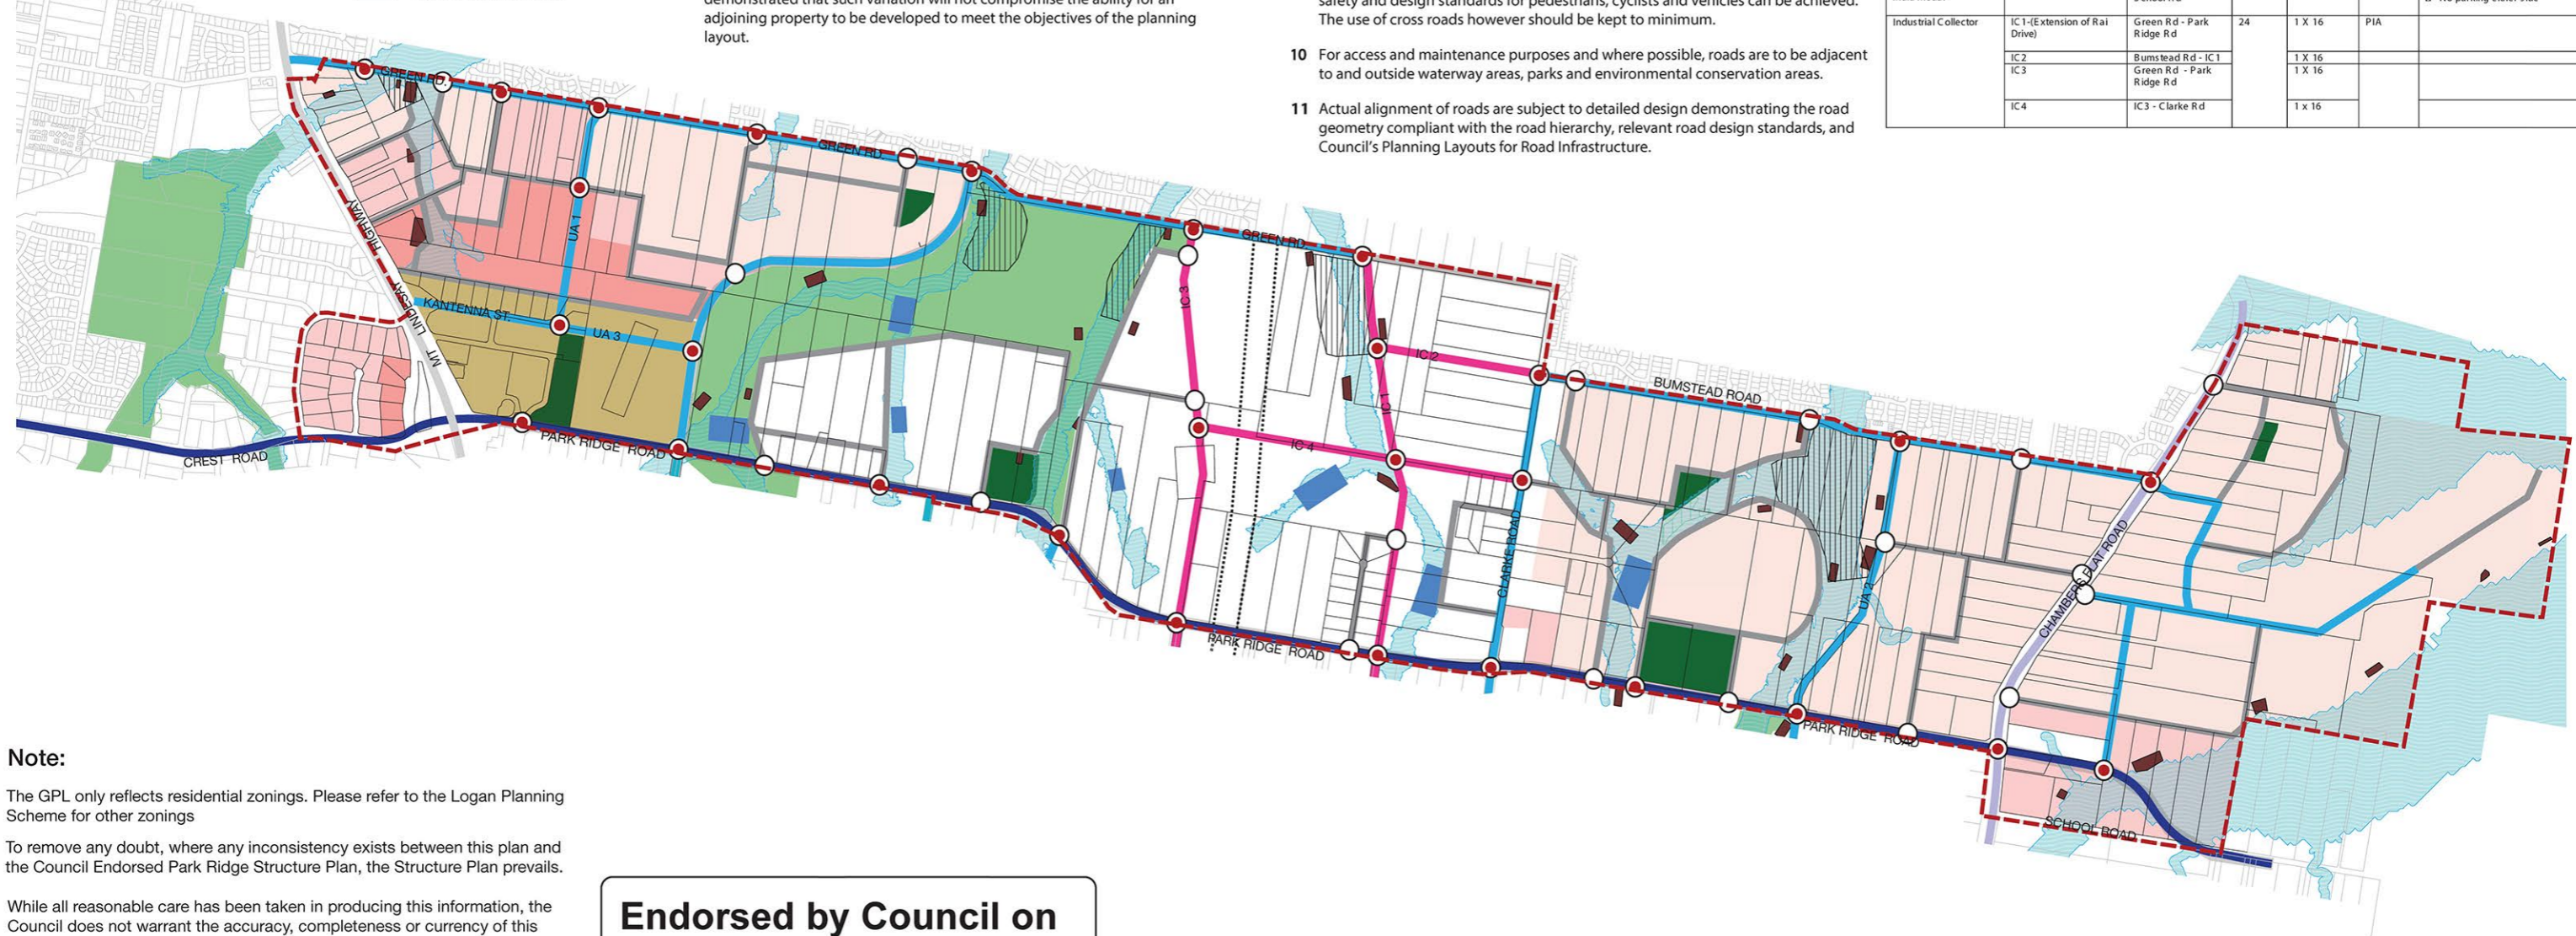 demonstrated that such variation will not compromise the ability for an
adjoining property to be developed to meet the objectives of the planning
layout.
safety and design standards for pedestrians, cyclists and vehicles can be achieved.
The use of cross roads however should be kept to minimum.
10 For access and maintenance purposes and where possible, roads are to be adjacent
to and outside waterway areas, parks and environmental conservation areas.
11 Actual alignment of roads are subject to detailed design demonstrating the road
geometry compliant with the road hierarchy, relevant road design standards, and
Council's Planning Layouts for Road Infrastructure.
Industrial Collector IC1-(Extension of Rai Green Rd - Park 24 1 X 16 PIA
Drive) Ridge Rd
IC2 Bumstead Rd - IC1 1 X 16
IC3 Green Rd - Park 1 X 16
Ridge Rd
IC4 IC3 - Clarke Rd 1 x 16
GREEN RD.
GREEN RD.
GREEN RD.
HIGHWAY
LINDESAY
MT
UA 1
KANTENNA ST.
UA 3
CREST ROAD
PARK RIDGE ROAD
IC 3
IC 2
IC 1
IC 4
BUMSTEAD ROAD
CLARKE ROAD
PARK RIDGE ROAD
UA 2
CHAMBERS FLAT ROAD
PARK RIDGE ROAD
SCHOOL ROAD
Note:
The GPL only reflects residential zonings. Please refer to the Logan Planning
Scheme for other zonings
To remove any doubt, where any inconsistency exists between this plan and
the Council Endorsed Park Ridge Structure Plan, the Structure Plan prevails.
While all reasonable care has been taken in producing this information, the
Council does not warrant the accuracy, completeness or currency of this
Endorsed by Council on